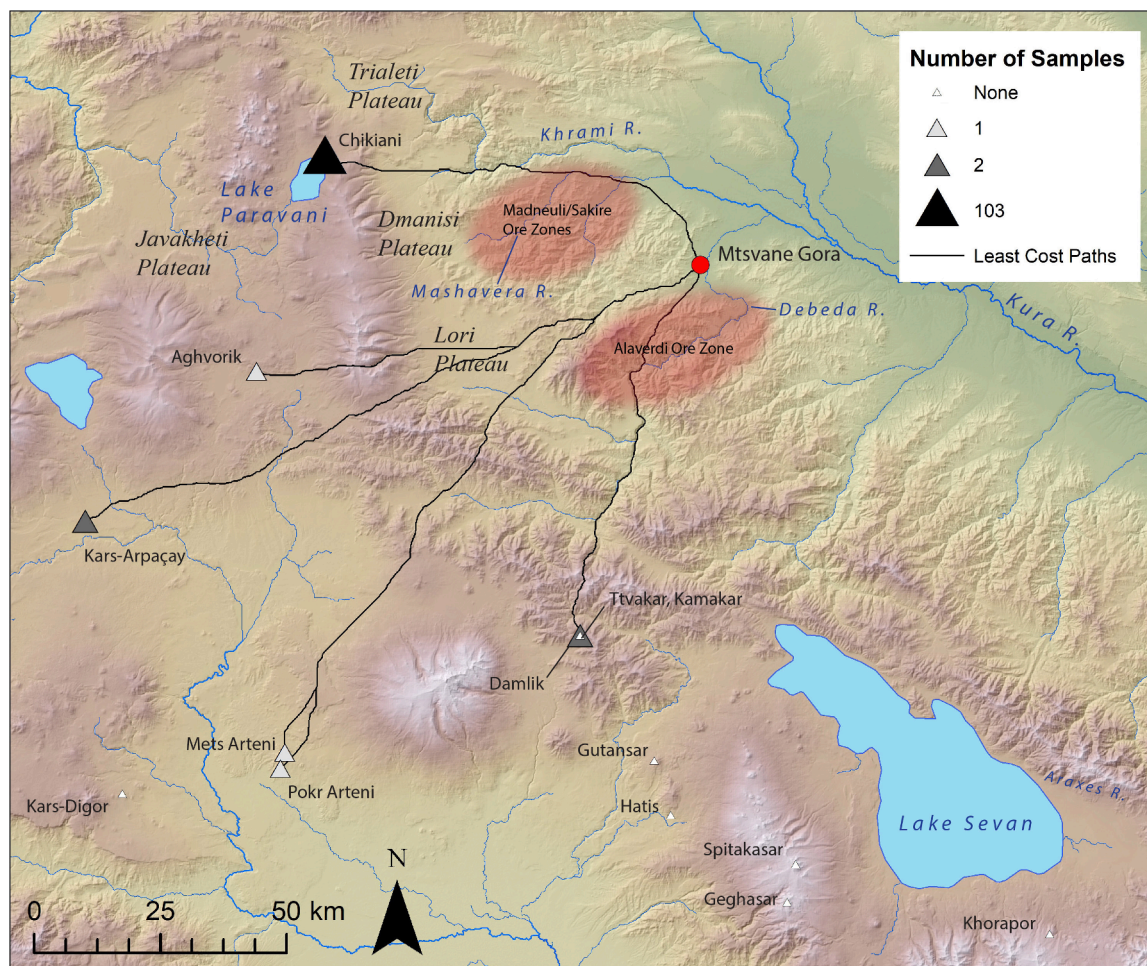 Number of Samples
None
1
2
103
Least Cost Paths
Trialeti
Plateau
Chikiani
Khrami R.
Lake
Paravani
Madneuli/Sakire
Ore Zones
Dmanisi
Plateau
Javakheti
Plateau
Mtsvane Gora
Mashavera R.
Debeda R.
Kura R.
Lori
Plateau
Alaverdi Ore Zone
Aghvorik
Kars-Arpaçay
Ttvakar, Kamakar
Damlik
Mets Arteni
Pokr Arteni
Gutansar
Kars-Digor
Hatis
Araxes R.
Lake Sevan
Spitakasar
Geghasar
Khorapor
N
0 25 50 km